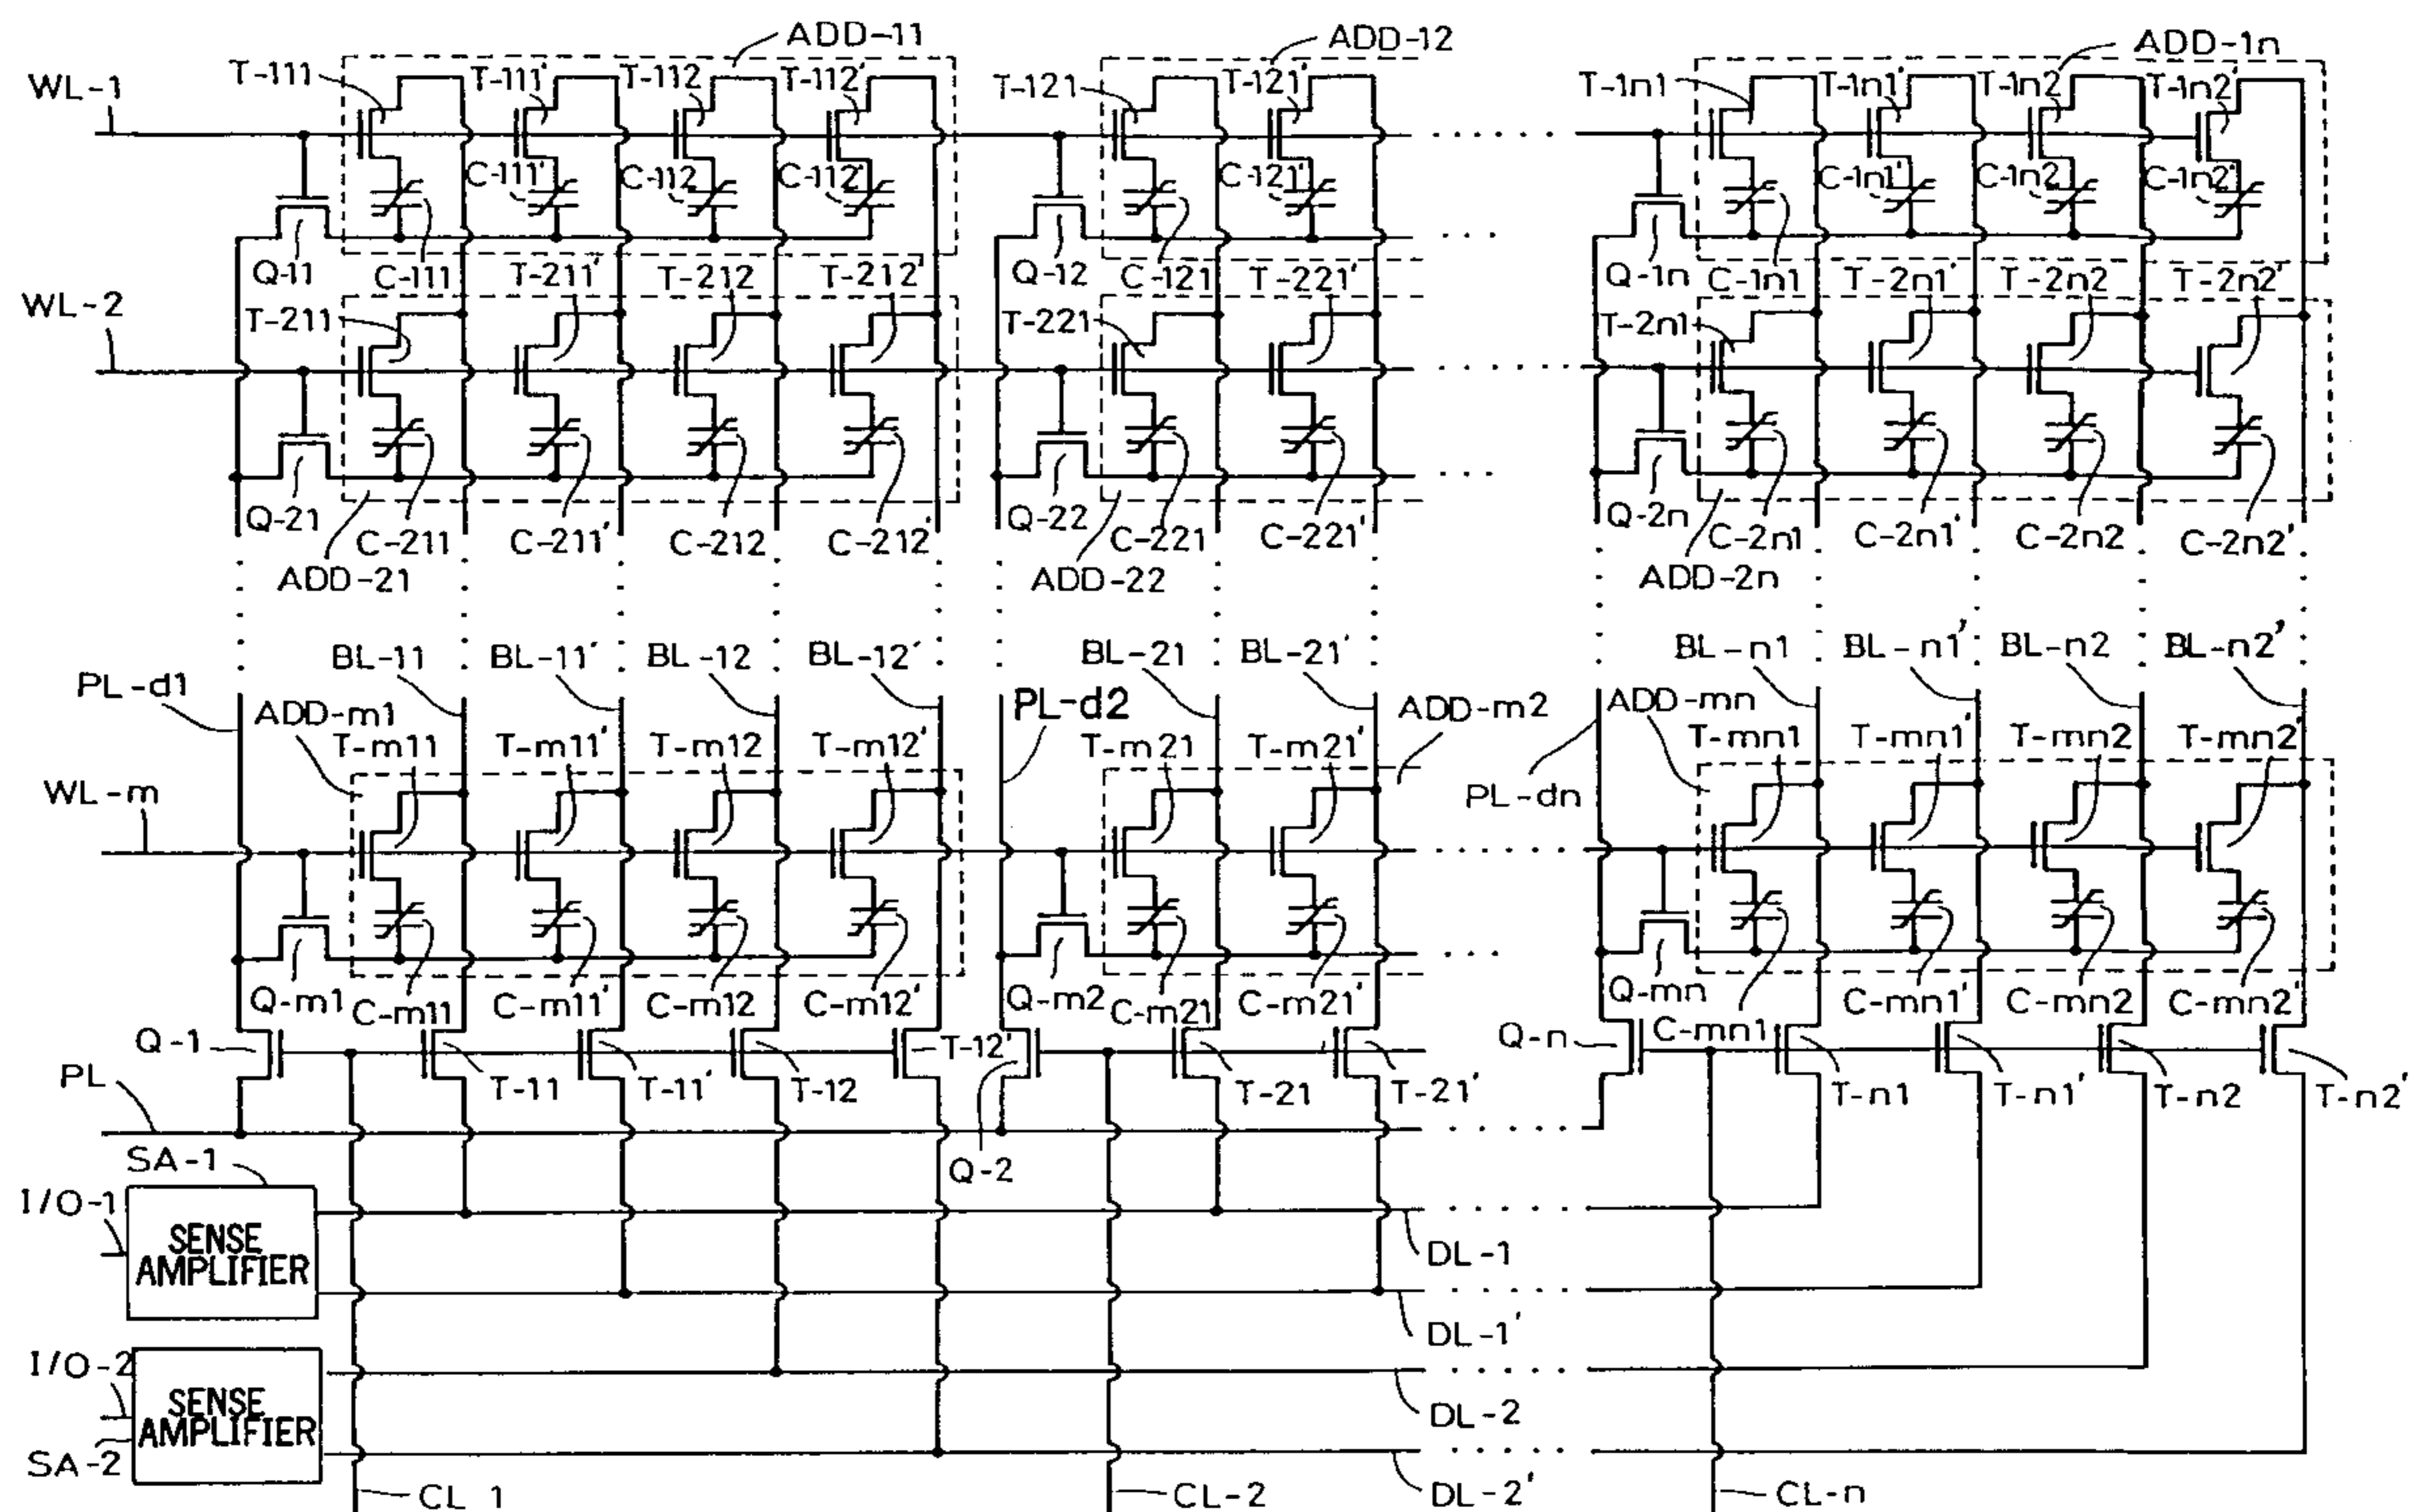 ADD-11 ADD-12 ADD-1n
T-111 T-111' T-112 T-112' T-121 T-121' T-1n1 T-1n1' T-1n2 T-1n2'
WL-1
C-111' C-112 C-112' C-121' C-1n1' C-1n2 C-1n2'
Q-11 C-111 T-211' T-212 T-212' Q-12 C-121 T-221' Q-1n C-1n1 T-2n1' T-2n2 T-2n2'
WL-2 T-211 T-221 T-2n1
Q-21 C-211 C-211' C-212 C-212' Q-22 C-221 C-221' Q-2n C-2n1 C-2n1' C-2n2 C-2n2'
ADD-21 ADD-22 ADD-2n
BL-11 BL-11' BL-12 BL-12' BL-21 BL-21' BL-n1 BL-n1' BL-n2 BL-n2'
PL-d1 ADD-m1 PL-d2 ADD-m2 ADD-mn
T-m11 T-m11' T-m12 T-m12' T-m21 T-m21' T-mn1 T-mn1' T-mn2 T-mn2'
WL-m PL-dn
Q-m1 C-m11 C-m11' C-m12 C-m12' Q-m2 C-m21 C-m21' Q-mn C-mn1 C-mn1' C-mn2 C-mn2'
Q-1 T-12' Q-n
PL T-11 T-11' T-12 T-21 T-21' T-n1 T-n1' T-n2 T-n2'
SA-1 Q-2
I/O-1
SENSE
AMPLIFIER
DL-1
DL-1'
I/O-2
SENSE
AMPLIFIER
DL-2
SA-2
CL 1 CL-2 DL-2' CL-n